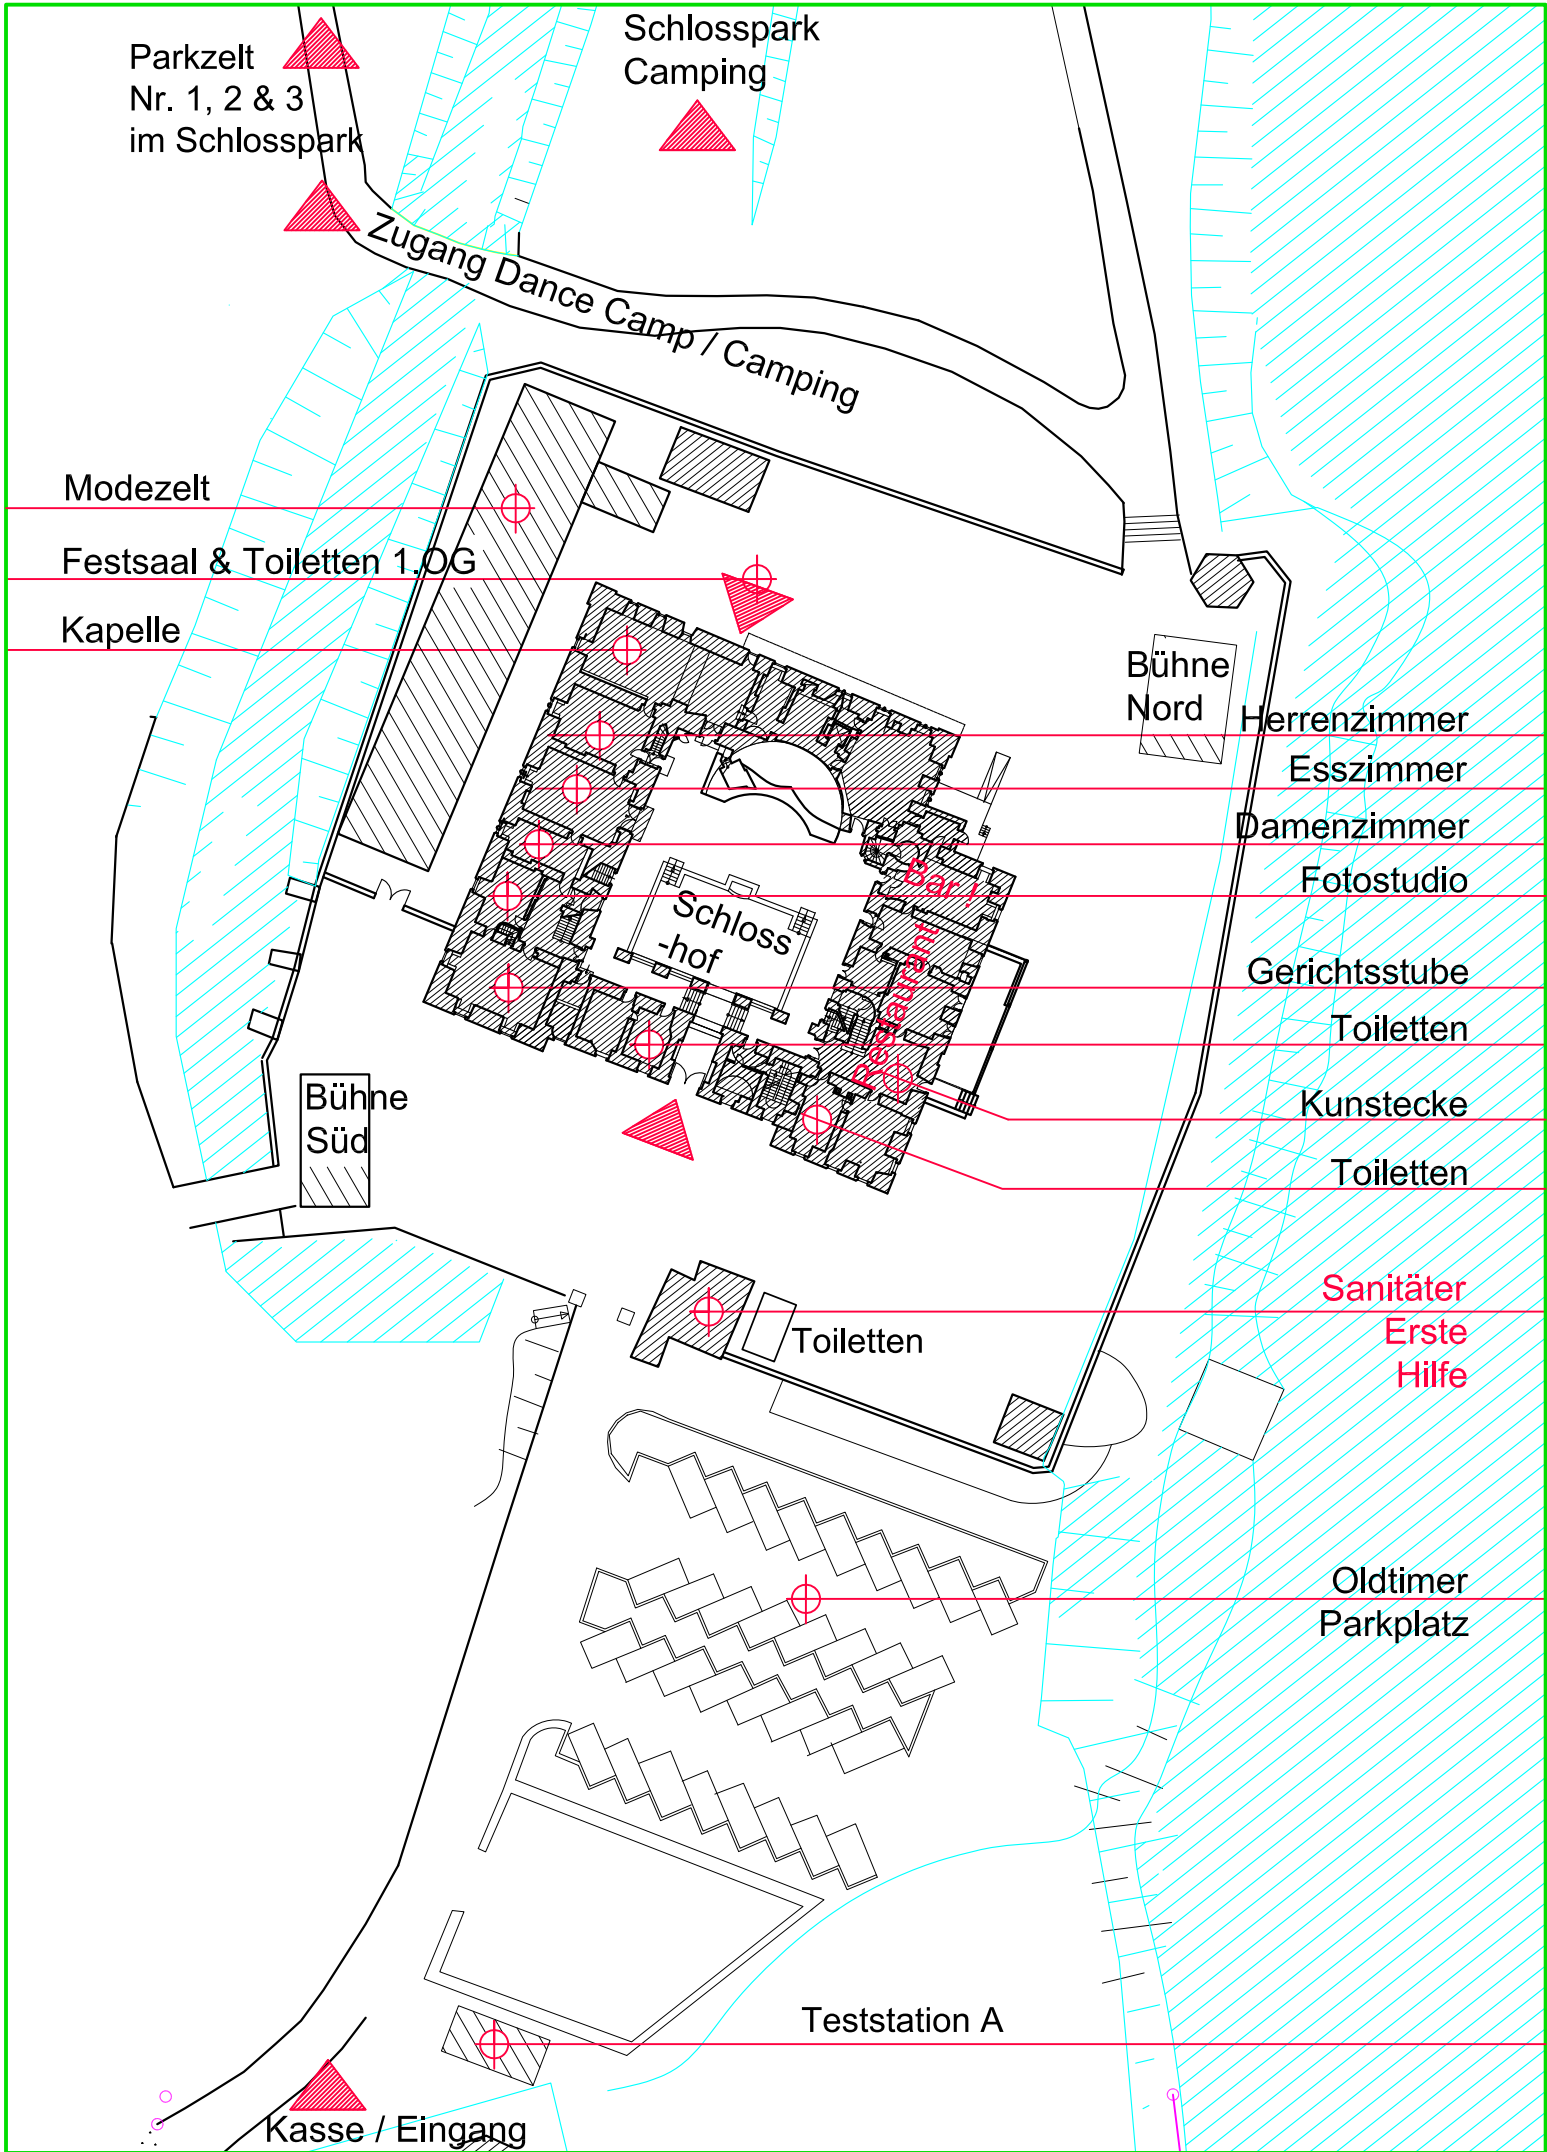 Parkzelt
Nr. 1, 2 & 3
im Schlosspark
Schlosspark
Camping
Zugang Dance Camp / Camping
Modezelt
Festsaal & Toiletten 1.OG
Kapelle
Bühne
Nord
Herrenzimmer
Esszimmer
Damenzimmer
Fotostudio
Bar !
Schloss
-hof
Restaurant
Gerichtsstube
Toiletten
Kunstecke
Toiletten
Bühne
Süd
Sanitäter
Erste
Hilfe
Toiletten
Oldtimer
Parkplatz
Teststation A
Kasse / Eingang